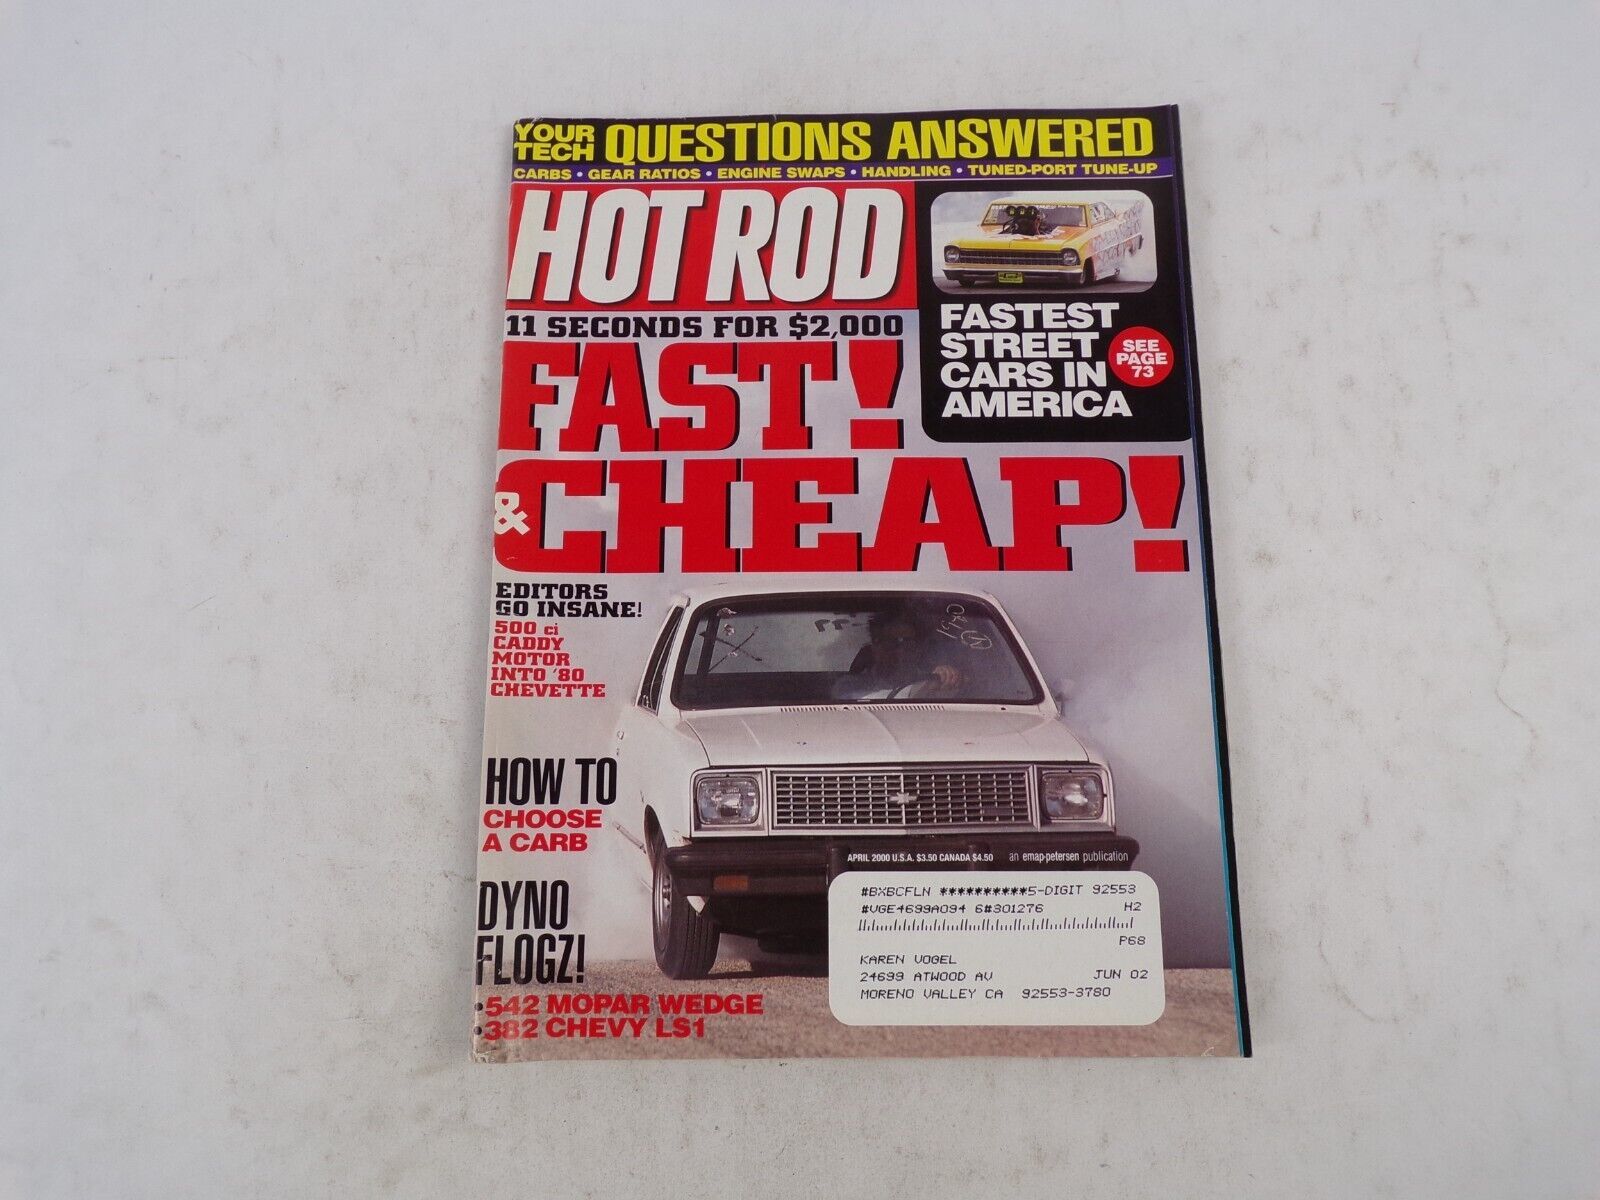 YOUR TECH QUESTIONS ANSWERED
CARBS • GEAR RATIOS • ENGINE SWAPS • HANDLING • TUNED-PORT TUNE-UP
HOT ROD
FASTEST
STREET
CARS IN
AMERICA
SEE
PAGE
73
11 SECONDS FOR $2,000
FAST!
& CHEAP!
EDITORS
GO INSANE!
500 ci
CADDY
MOTOR
INTO '80
CHEVETTE
1980
HOW TO
CHOOSE
A CARB
DYNO
FLOGZ!
•542 MOPAR WEDGE
•382 CHEVY LS1
APRIL 2000 U.S.A. $3.50 CANADA $4.50 an emap-petersen publication
#BXBCFLN **********5-DIGIT 92553
#VGE4699A094 6#301276 H2
P68
KAREN VOGEL
24699 ATWOOD AV JUN 02
MORENO VALLEY CA 92553-3780